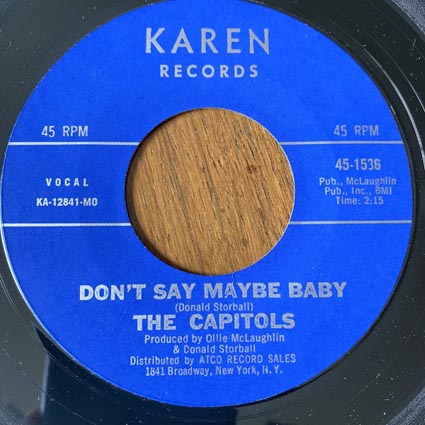 KAREN
RECORDS
45 RPM
45 RPM
VOCAL
KA-12841-MO
45-1536
Pub., McLaughlin
Pub., Inc., BMI
Time: 2:15
DON'T SAY MAYBE BABY
(Donald Storball)
THE CAPITOLS
Produced by Ollie McLaughlin
& Donald Storball
Distributed by ATCO RECORD SALES
1841 Broadway, New York, N.Y.